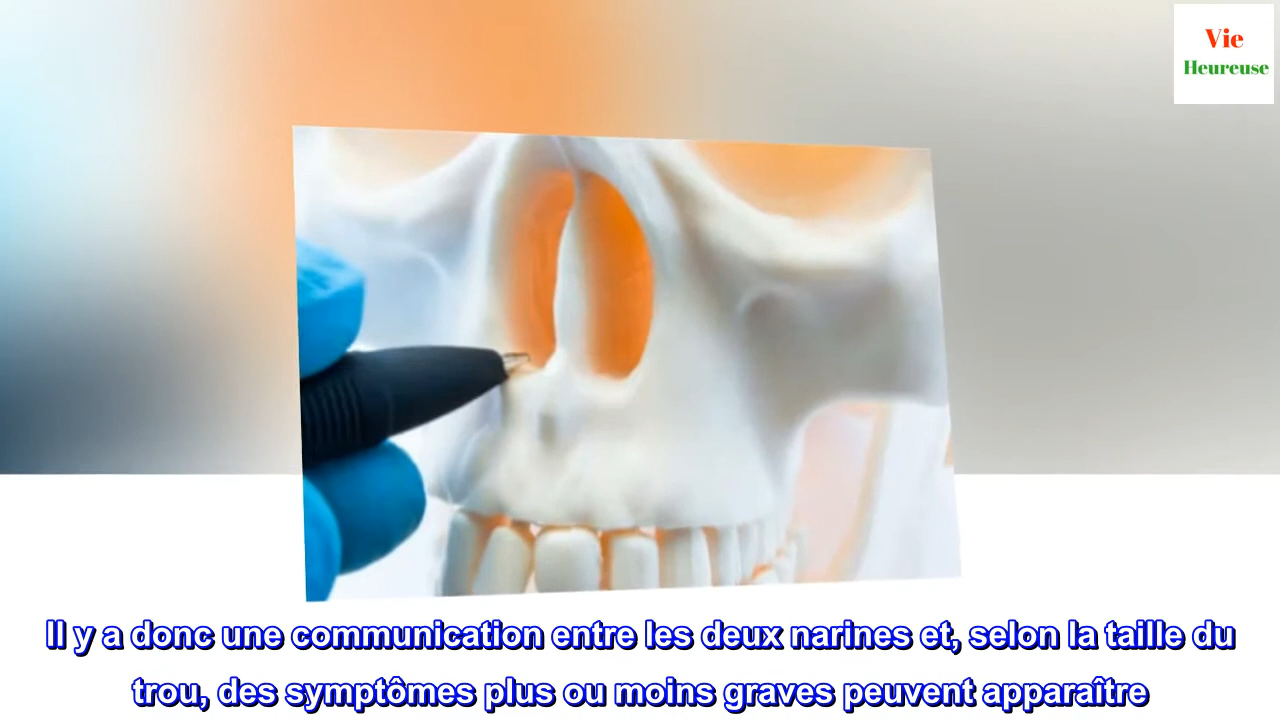 Vie
Heureuse
Il y a donc une communication entre les deux narines et, selon la taille du
trou, des symptômes plus ou moins graves peuvent apparaître